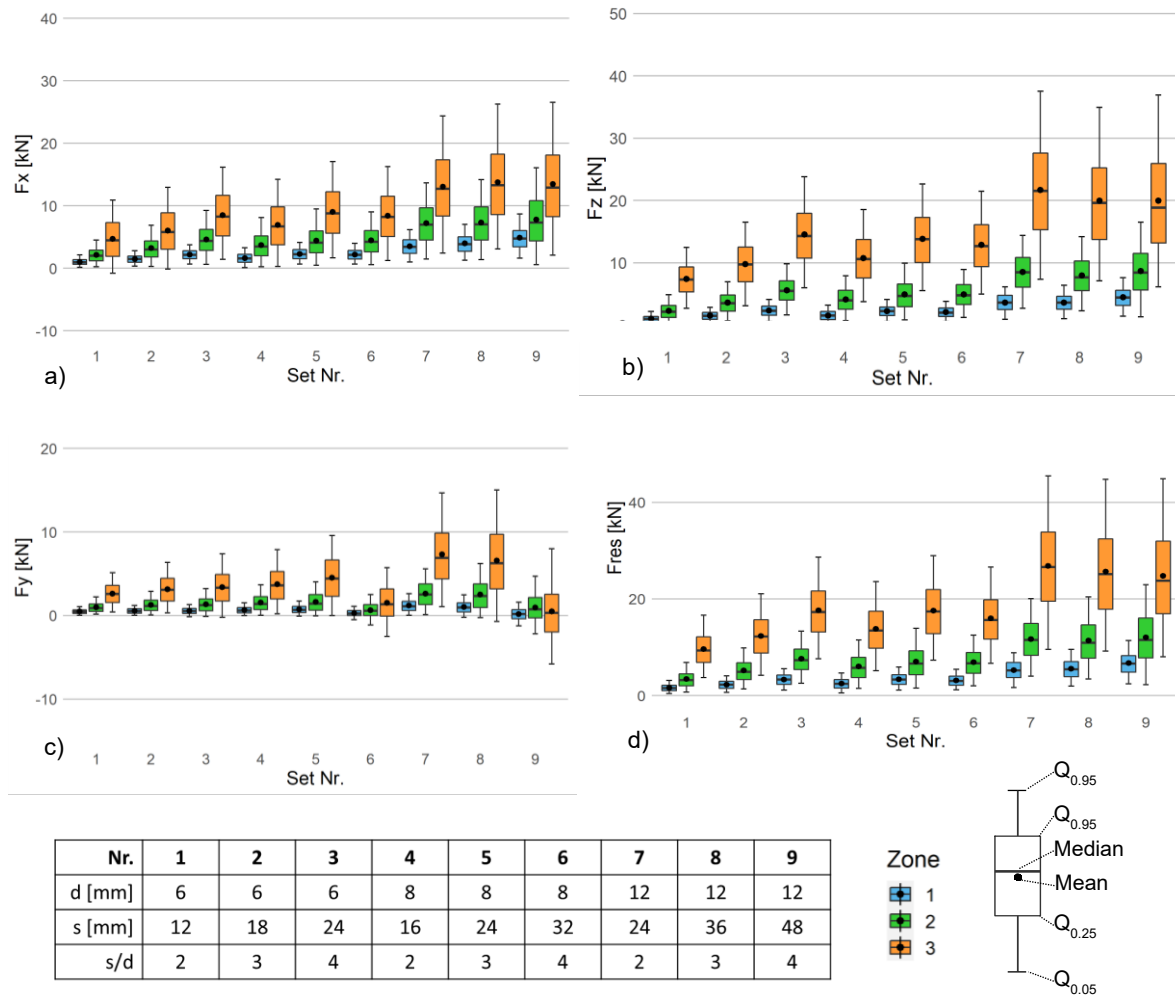 40
30
20
10
0
-10
Fx [kN]
1 2 3 4 5 6 7 8 9
Set Nr.
a)
50
40
30
20
10
Fz [kN]
1 2 3 4 5 6 7 8 9
Set Nr.
b)
20
10
0
-10
Fy [kN]
1 2 3 4 5 6 7 8 9
Set Nr.
c)
40
20
0
Fres [kN]
1 2 3 4 5 6 7 8 9
Set Nr.
d)
Nr. 1 2 3 4 5 6 7 8 9
d [mm] 6 6 6 8 8 8 12 12 12
s [mm] 12 18 24 16 24 32 24 36 48
s/d 2 3 4 2 3 4 2 3 4
Zone
1
2
3
Q0.95
Q0.95
Median
Mean
Q0.25
Q0.05